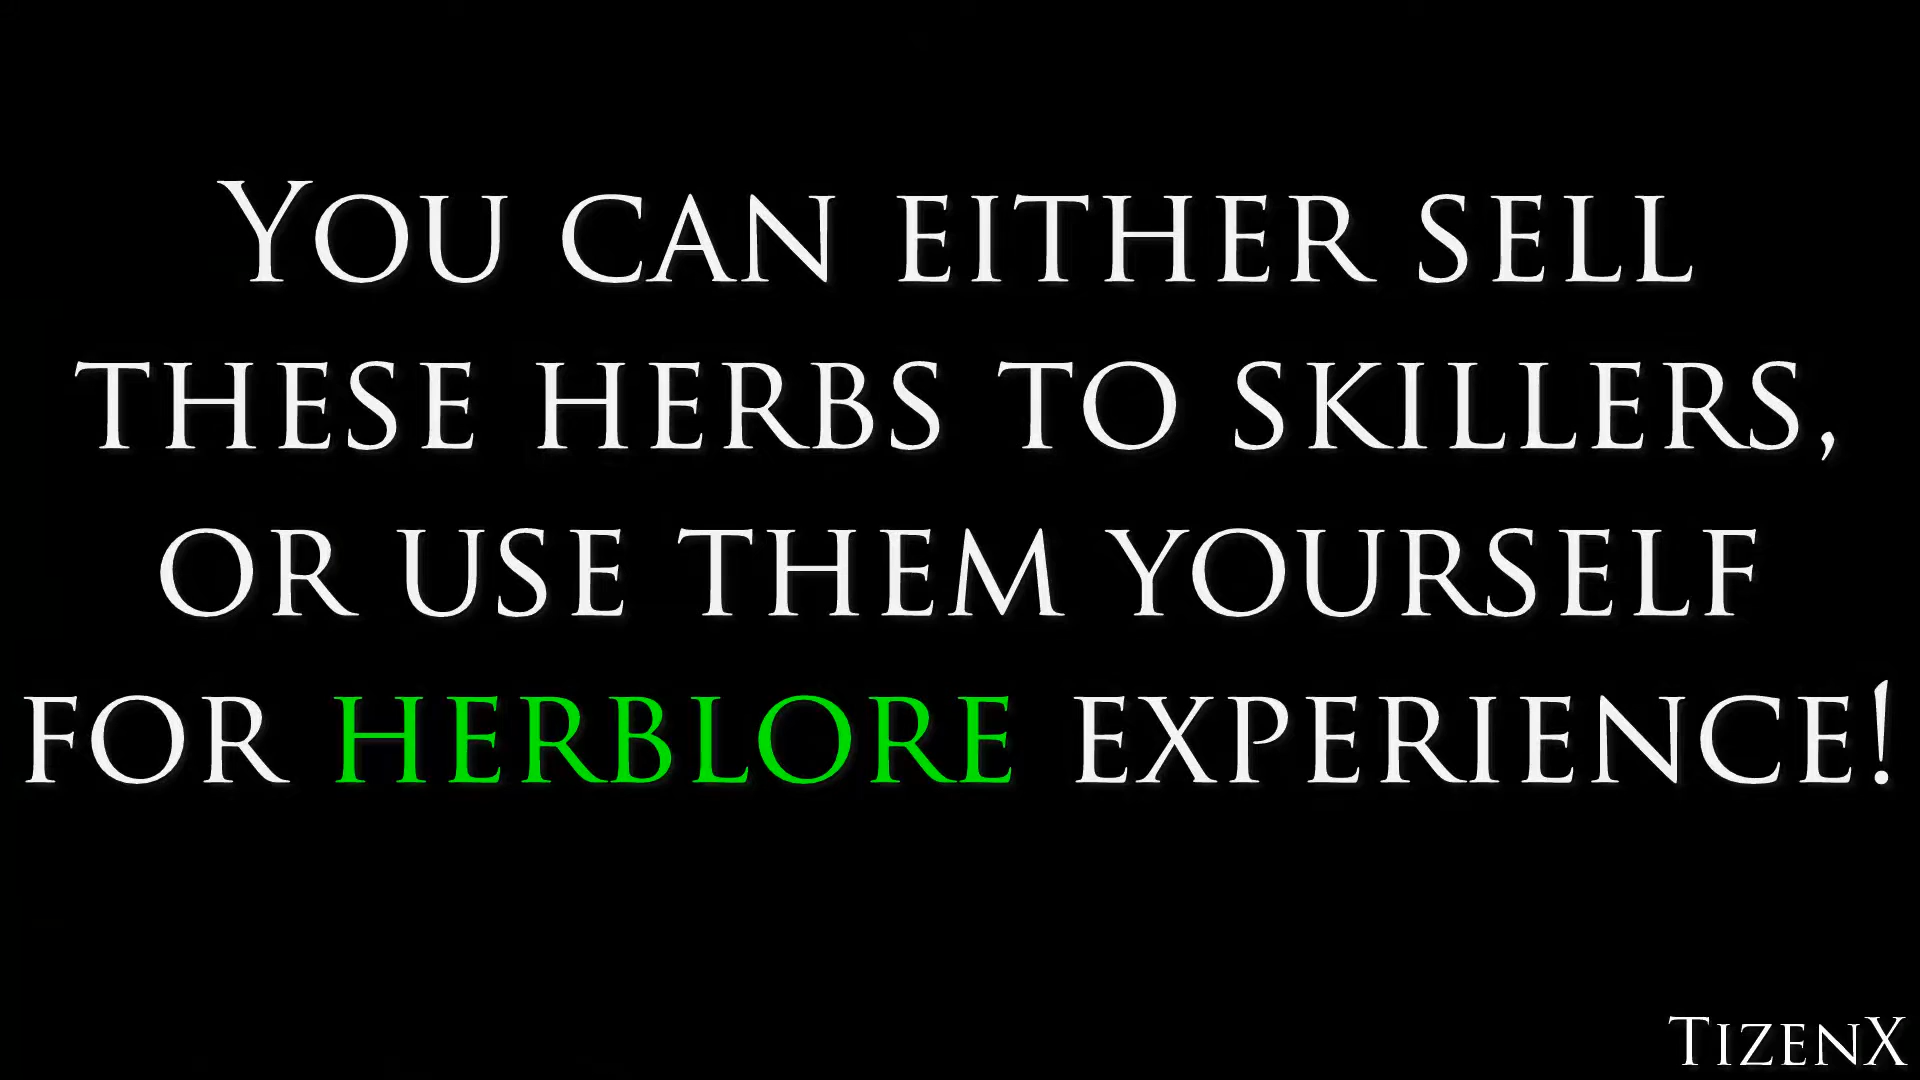 You can either sell
these herbs to skillers,
or use them yourself
for herblore experience!
TizenX